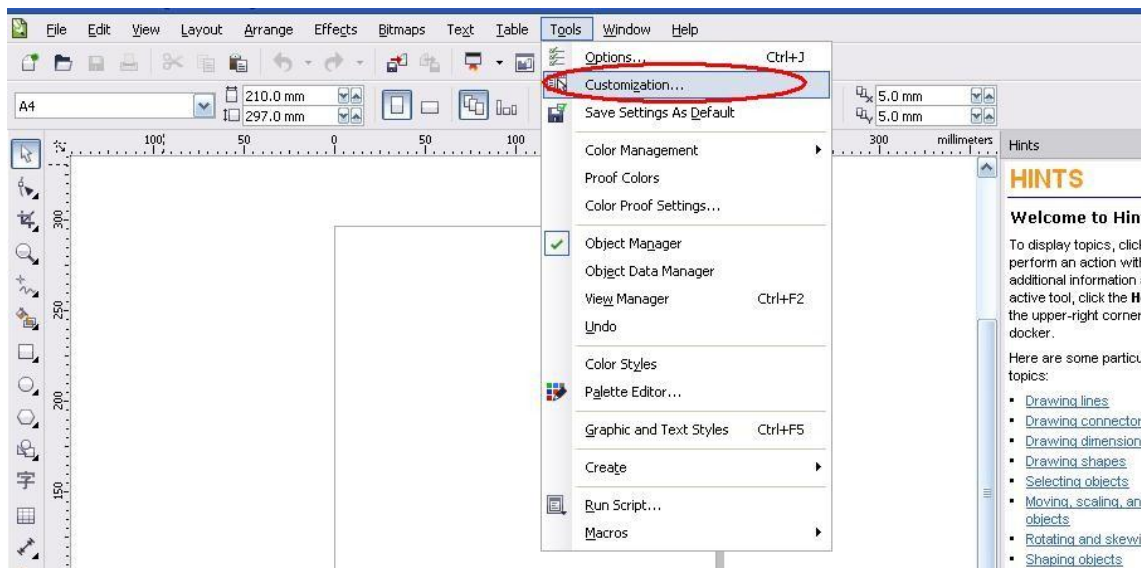 File Edit View Layout Arrange Effects Bitmaps Text Table Tools Window Help
A4
210.0 mm
297.0 mm
5.0 mm
5.0 mm
100 50 0 50 100 300 millimeters
300
250
200
150
字
Options... Ctrl+J
Customization...
Save Settings As Default
Color Management
Proof Colors
Color Proof Settings...
Object Manager
Object Data Manager
View Manager Ctrl+F2
Undo
Color Styles
Palette Editor...
Graphic and Text Styles Ctrl+F5
Create
Run Script...
Macros
Hints
HINTS
Welcome to Hin
To display topics, clic
perform an action wit
additional information
active tool, click the H
the upper-right corner
docker.
Here are some particu
topics:
Drawing lines
Drawing connector
Drawing dimension
Drawing shapes
Selecting objects
Moving, scaling, an
objects
Rotating and skewi
Shaping objects